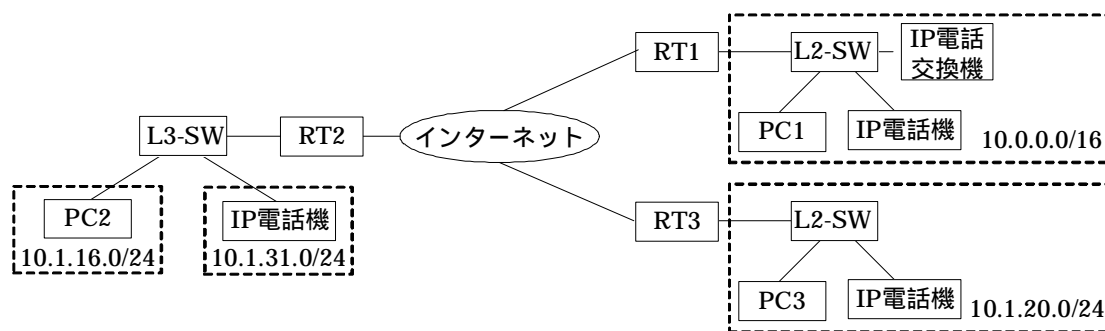 RT1
L2-SW
IP電話
交換機
PC1
IP電話機
10.0.0.0/16
L3-SW
RT2
インターネット
PC2
10.1.16.0/24
IP電話機
10.1.31.0/24
RT3
L2-SW
PC3
IP電話機
10.1.20.0/24